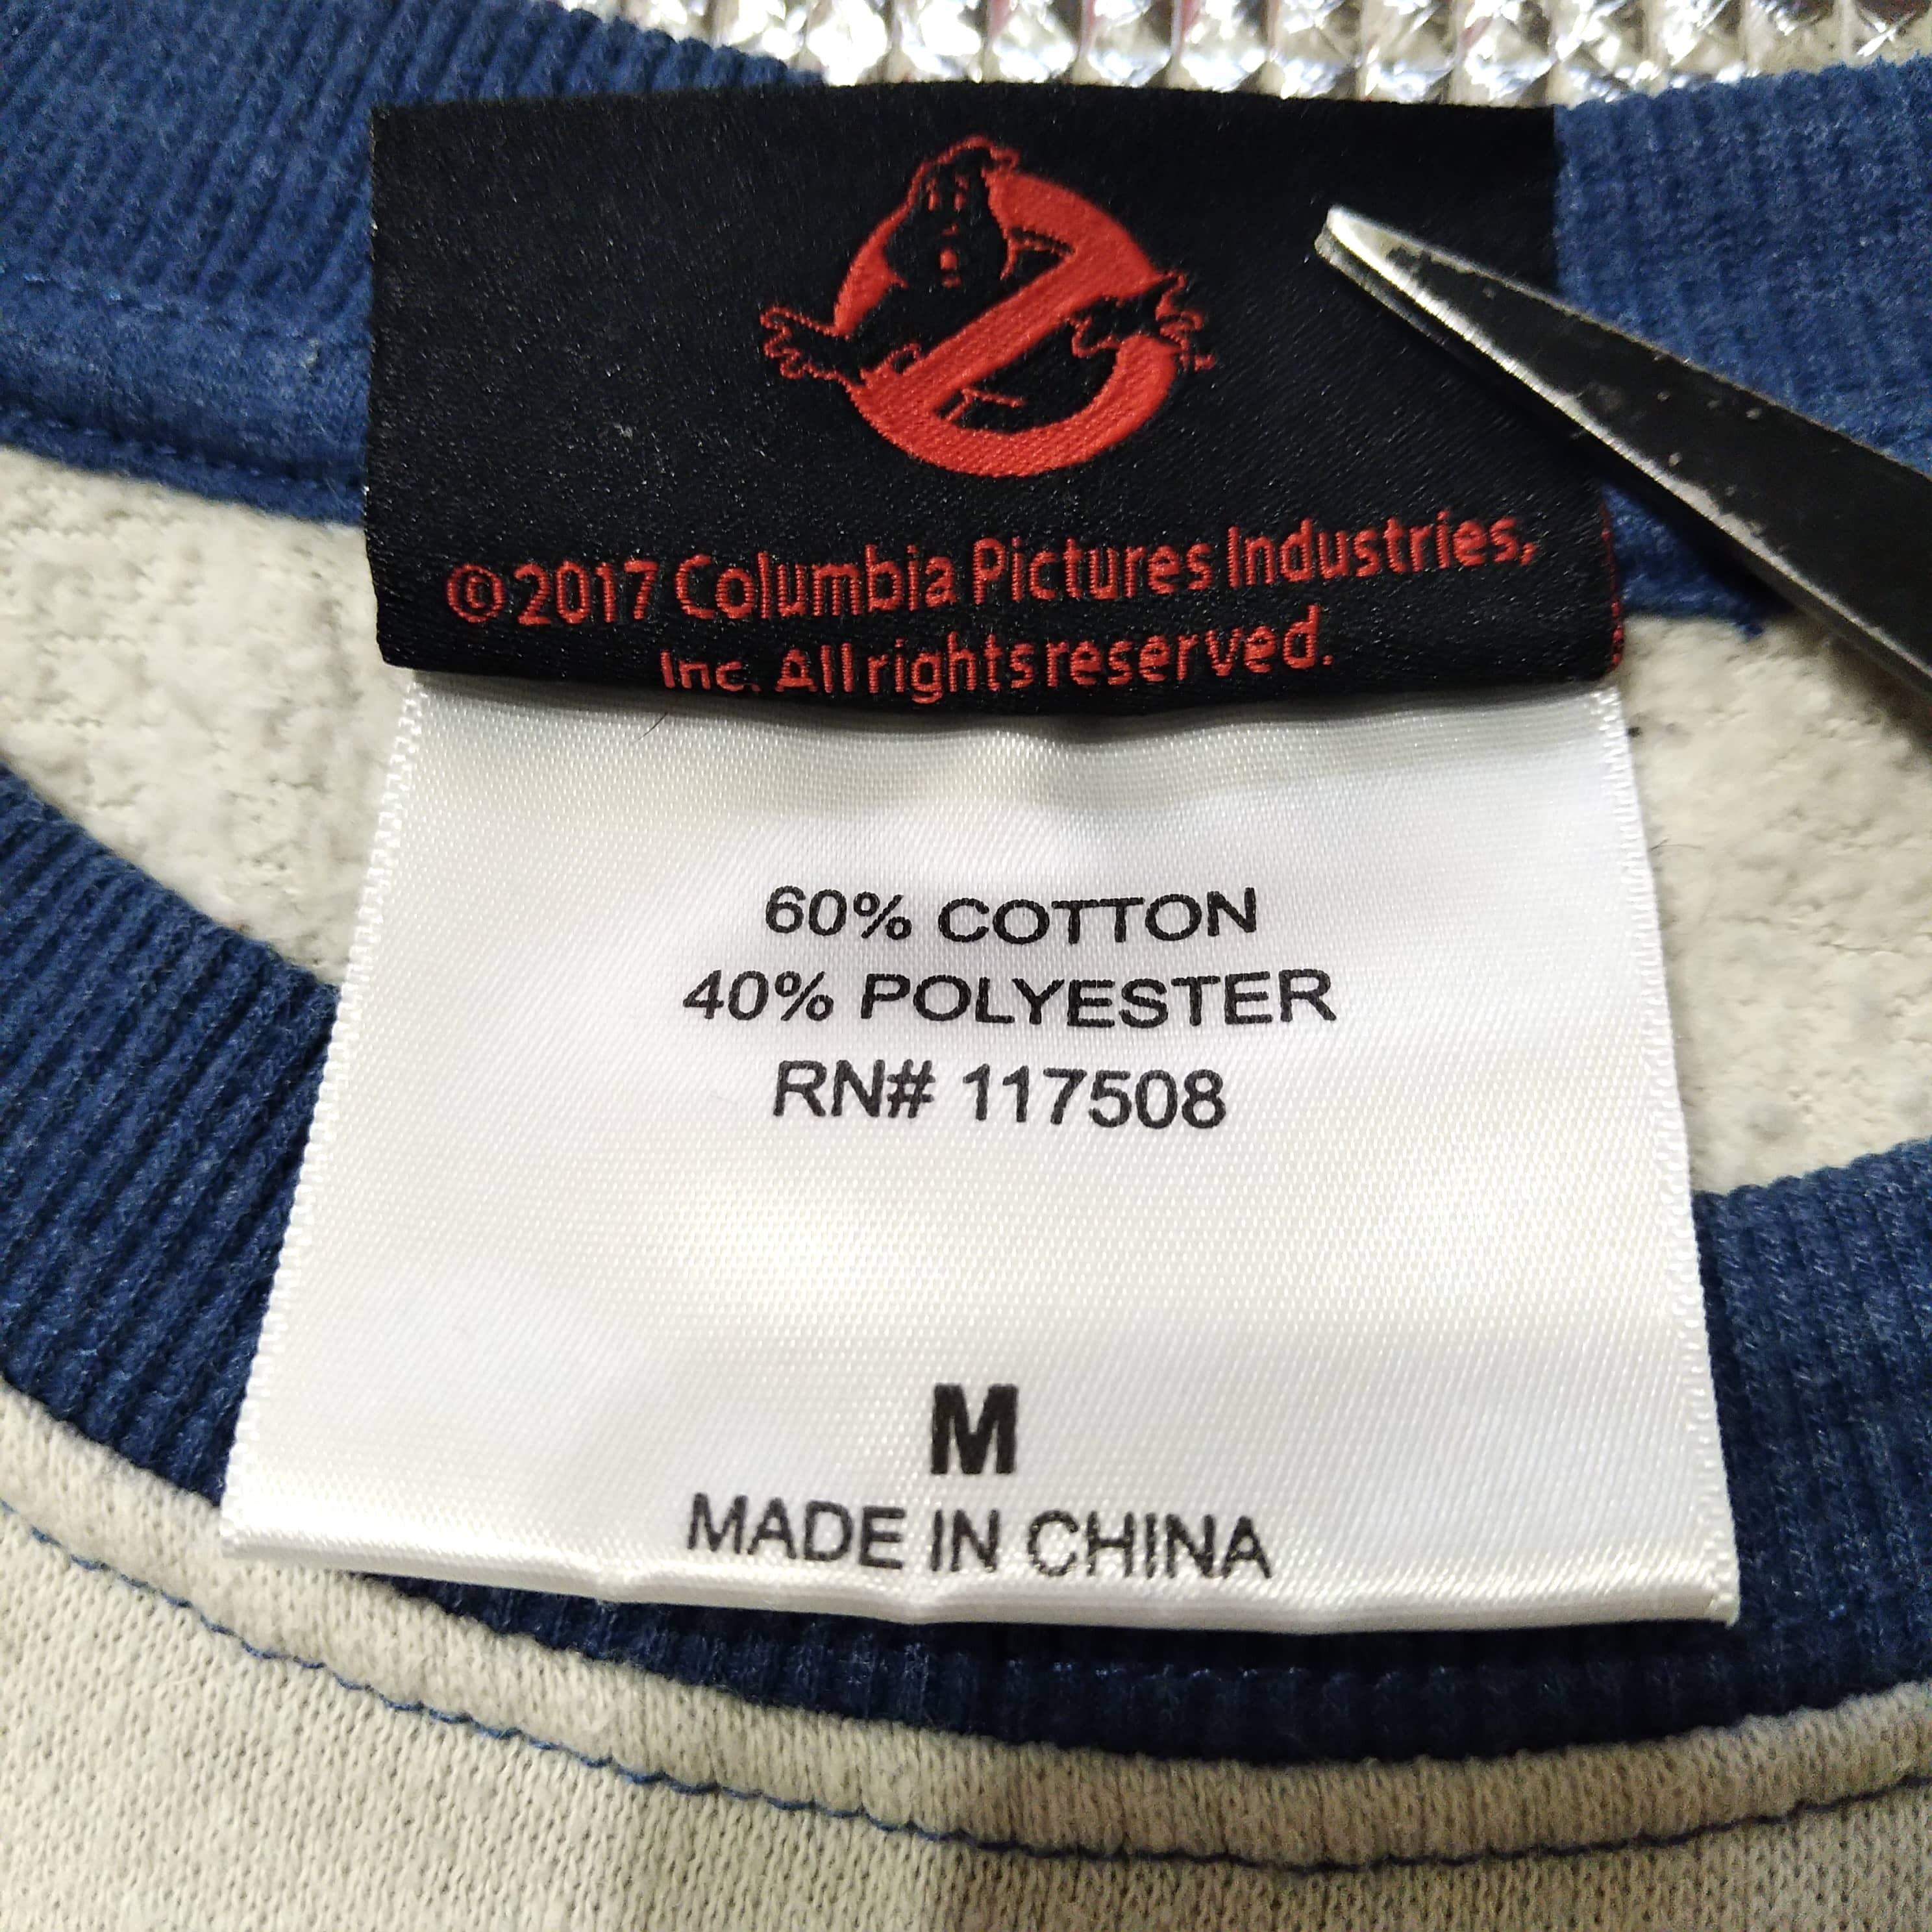 ©2017 Columbia Pictures Industries,
Inc. All rights reserved.
60% COTTON
40% POLYESTER
RN# 117508
M
MADE IN CHINA